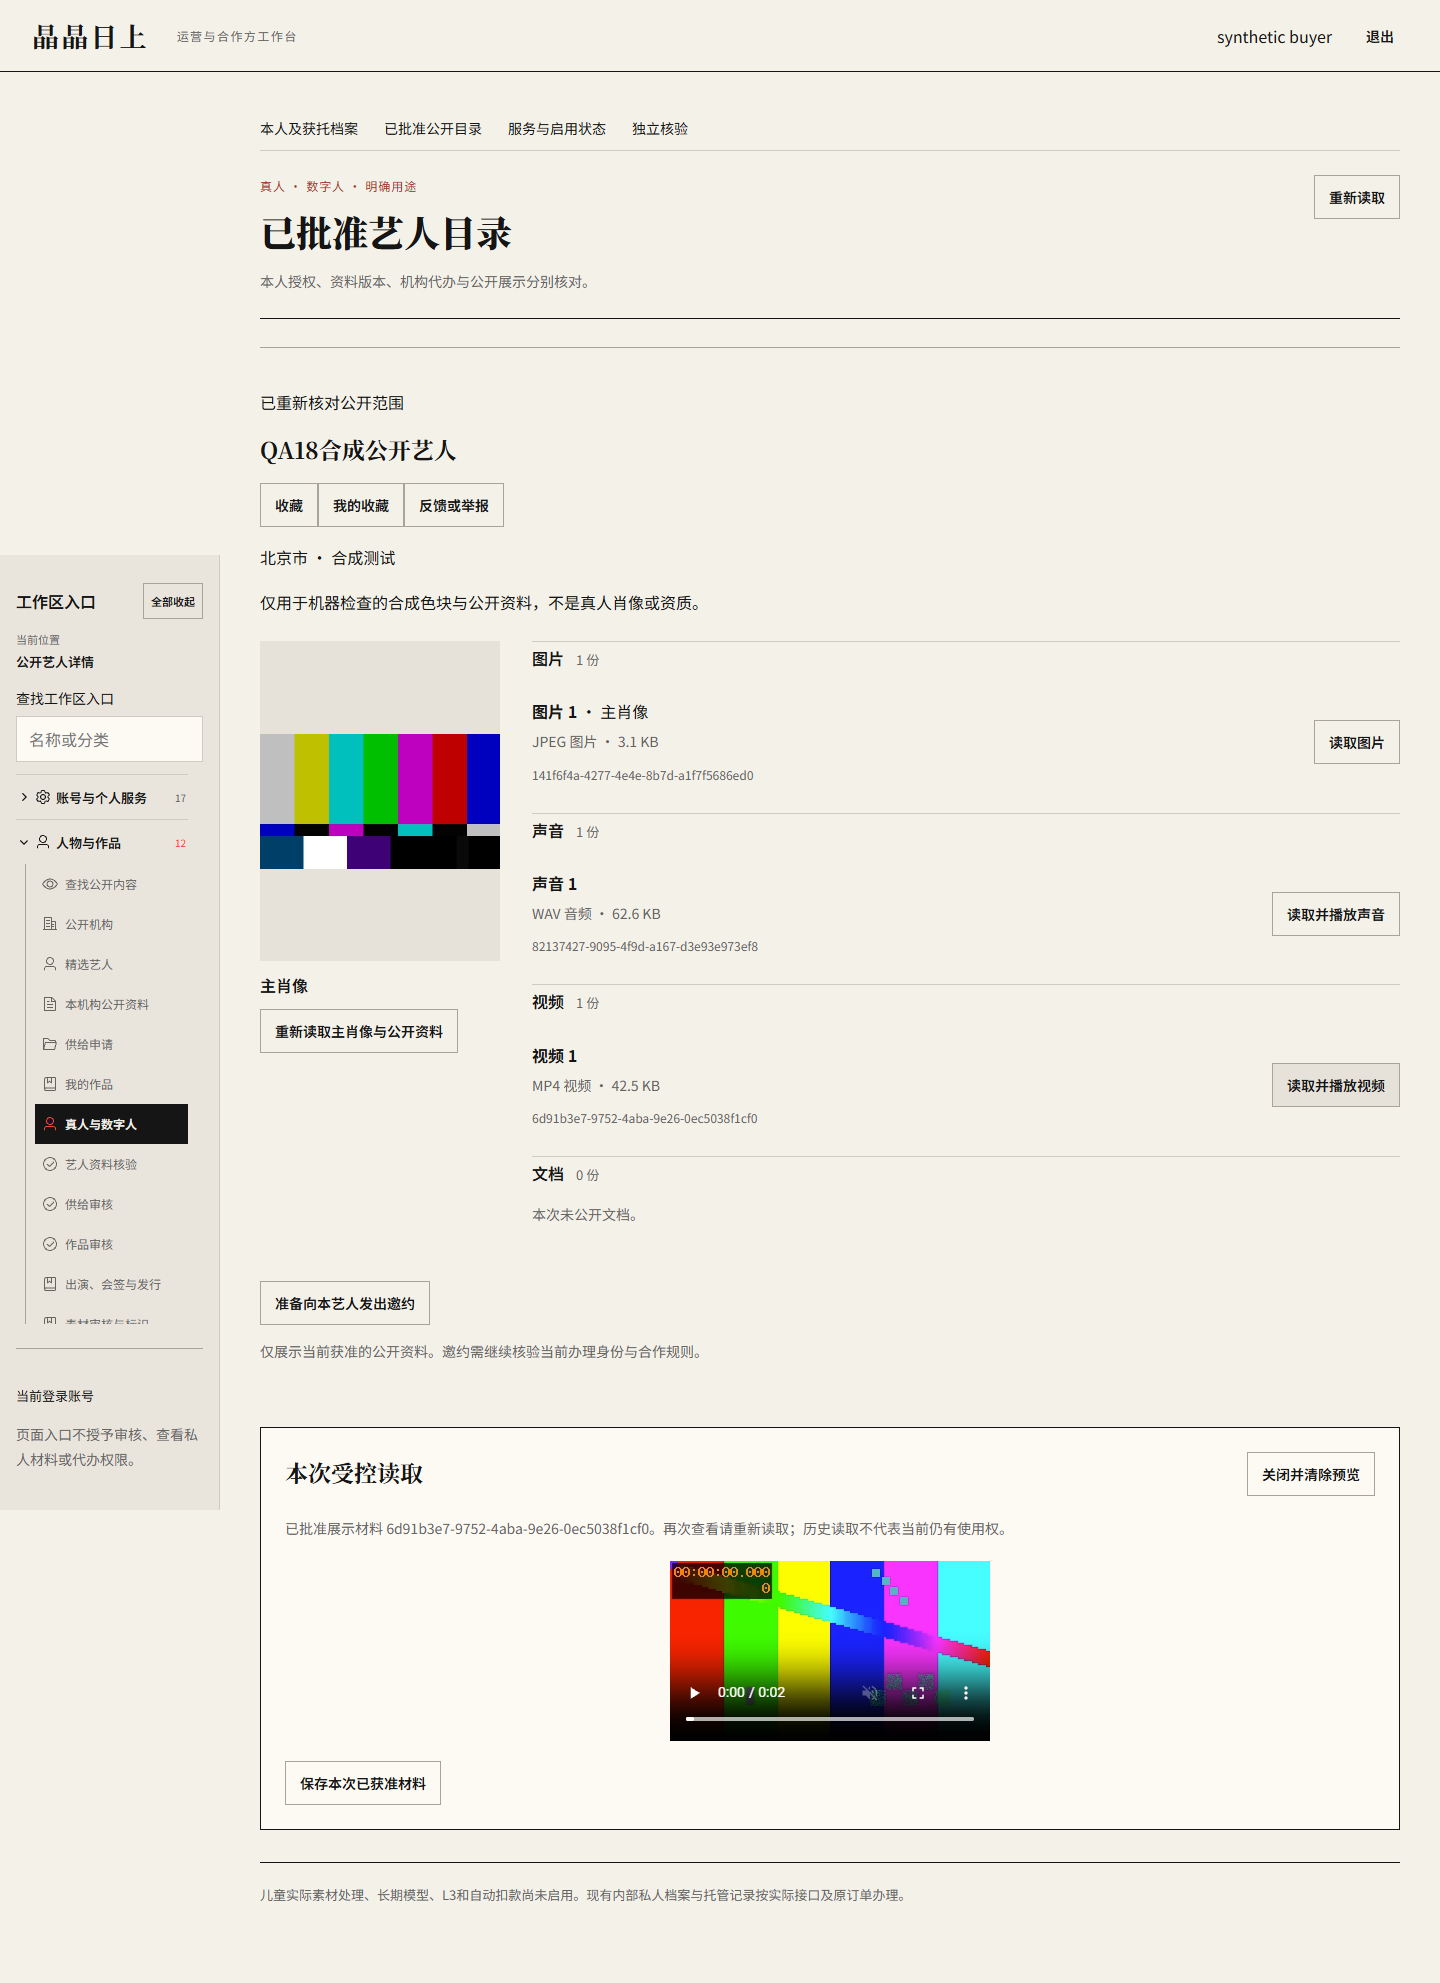 晶晶日上
运营与合作方工作台
synthetic buyer
退出
本人及获托档案
已批准公开目录
服务与启用状态
独立核验
真人 · 数字人 · 明确用途
重新读取
已批准艺人目录
本人授权、资料版本、机构代办与公开展示分别核对。
已重新核对公开范围
QA18合成公开艺人
收藏
我的收藏
反馈或举报
北京市 · 合成测试
仅用于机器检查的合成色块与公开资料，不是真人肖像或资质。
工作区入口
全部收起
当前位置
公开艺人详情
查找工作区入口
名称或分类
账号与个人服务 17
人物与作品 12
查找公开内容
公开机构
精选艺人
本机构公开资料
供给申请
我的作品
真人与数字人
艺人资料核验
供给审核
作品审核
出演、会签与发行
素材审核与标识
当前登录账号
页面入口不授予审核、查看私
人材料或代办权限。
主肖像
重新读取主肖像与公开资料
图片 1 份
图片 1 · 主肖像
JPEG 图片 · 3.1 KB
141f6f4a-4277-4e4e-8b7d-a1f7f5686ed0
读取图片
声音 1 份
声音 1
WAV 音频 · 62.6 KB
82137427-9095-4f9d-a167-d3e93e973ef8
读取并播放声音
视频 1 份
视频 1
MP4 视频 · 42.5 KB
6d91b3e7-9752-4aba-9e26-0ec5038f1cf0
读取并播放视频
文档 0 份
本次未公开文档。
准备向本艺人发出邀约
仅展示当前获准的公开资料。邀约需继续核验当前办理身份与合作规则。
本次受控读取
关闭并清除预览
已批准展示材料 6d91b3e7-9752-4aba-9e26-0ec5038f1cf0。再次查看请重新读取；历史读取不代表当前仍有使用权。
00:00:00.000
0
0:00 / 0:02
保存本次已获准材料
儿童实际素材处理、长期模型、L3和自动扣款尚未启用。现有内部私人档案与托管记录按实际接口及原订单办理。